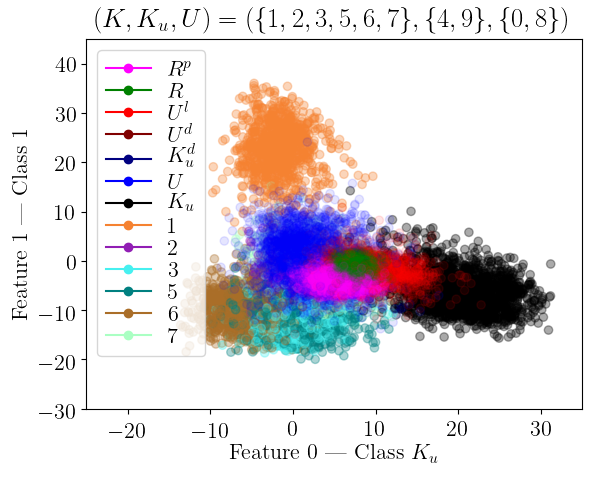 (K, K_u, U) = ({1, 2, 3, 5, 6, 7}, {4, 9}, {0, 8})
40
30
20
10
0
−10
−20
−30
Feature 1 — Class 1
R^p
R
U^l
U^d
K_u^d
U
K_u
1
2
3
5
6
7
−20
−10
0
10
20
30
Feature 0 — Class K_u